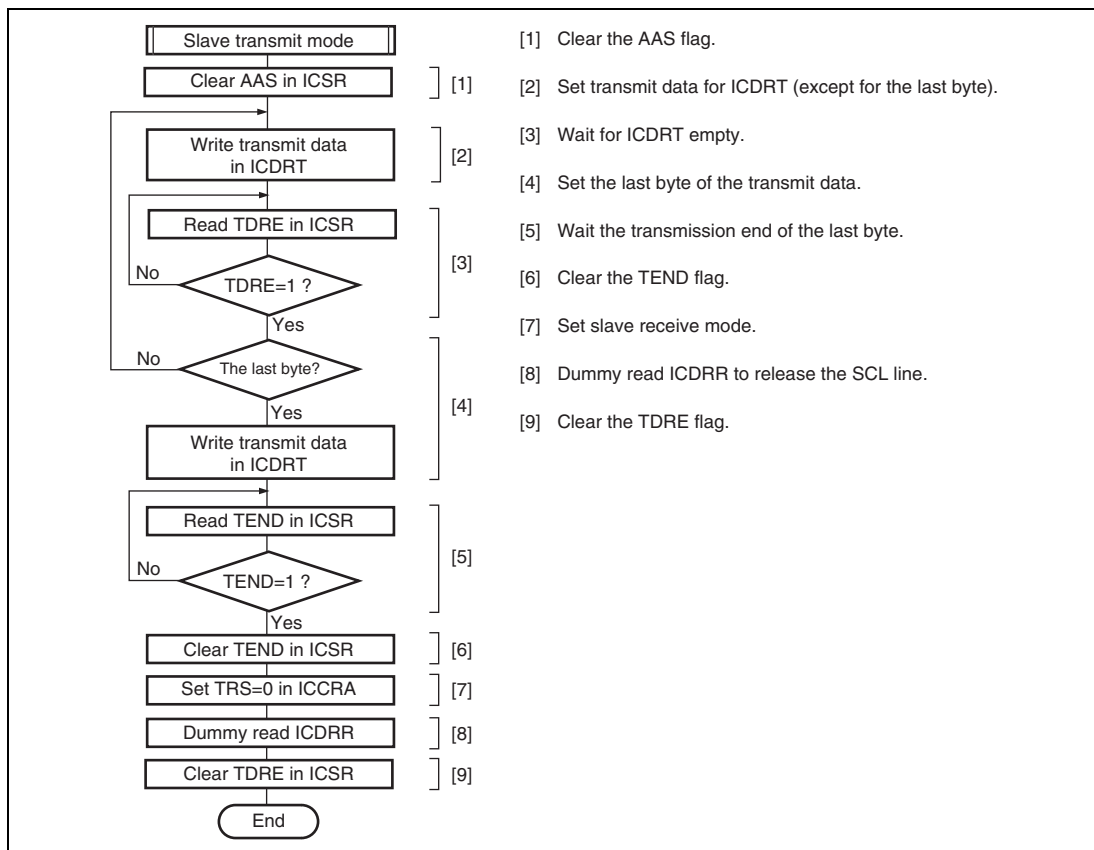 Slave transmit mode
Clear AAS in ICSR
[1]
Write transmit data
in ICDRT
[2]
Read TDRE in ICSR
No
TDRE=1 ?
[3]
Yes
No
The last byte?
[4]
Yes
Write transmit data
in ICDRT
Read TEND in ICSR
[5]
No
TEND=1 ?
Yes
Clear TEND in ICSR
[6]
Set TRS=0 in ICCRA
[7]
Dummy read ICDRR
[8]
Clear TDRE in ICSR
[9]
End
[1] Clear the AAS flag.
[2] Set transmit data for ICDRT (except for the last byte).
[3] Wait for ICDRT empty.
[4] Set the last byte of the transmit data.
[5] Wait the transmission end of the last byte.
[6] Clear the TEND flag.
[7] Set slave receive mode.
[8] Dummy read ICDRR to release the SCL line.
[9] Clear the TDRE flag.